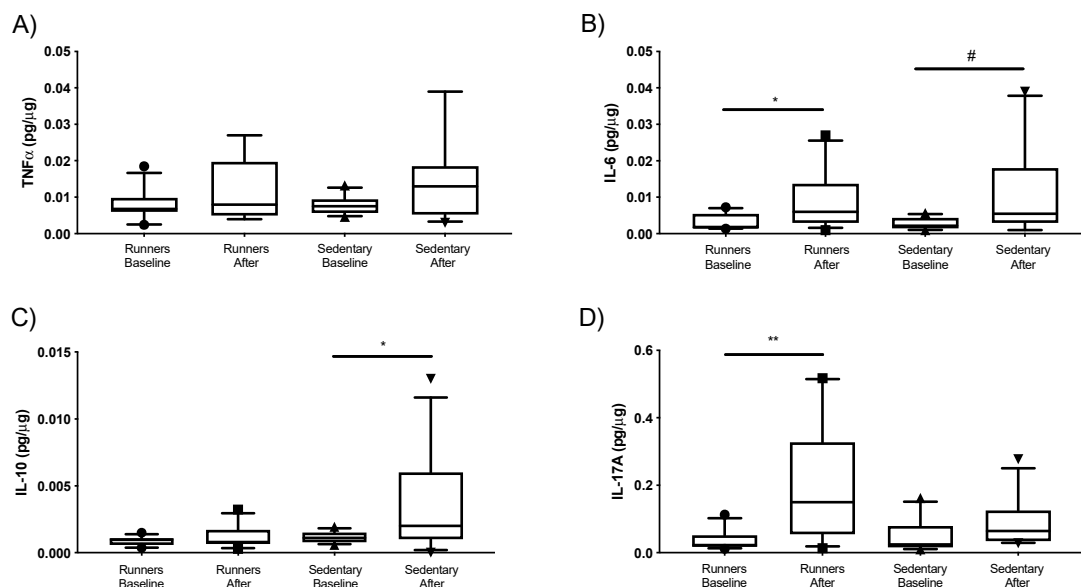 A)
TNFα (pg/μg)
0.05
0.04
0.03
0.02
0.01
0.00
Runners
Baseline
Runners
After
Sedentary
Baseline
Sedentary
After
B)
IL-6 (pg/μg)
0.05
0.04
0.03
0.02
0.01
0.00
*
#
Runners
Baseline
Runners
After
Sedentary
Baseline
Sedentary
After
C)
IL-10 (pg/μg)
0.015
0.010
0.005
0.000
*
Runners
Baseline
Runners
After
Sedentary
Baseline
Sedentary
After
D)
IL-17A (pg/μg)
0.6
0.4
0.2
0.0
**
Runners
Baseline
Runners
After
Sedentary
Baseline
Sedentary
After